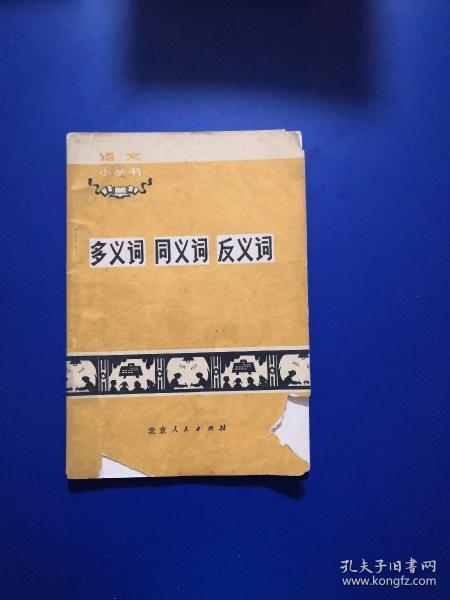 语文
小丛书
多义词 同义词 反义词
北京人民出版社
孔夫子旧书网
www.kongfz.com